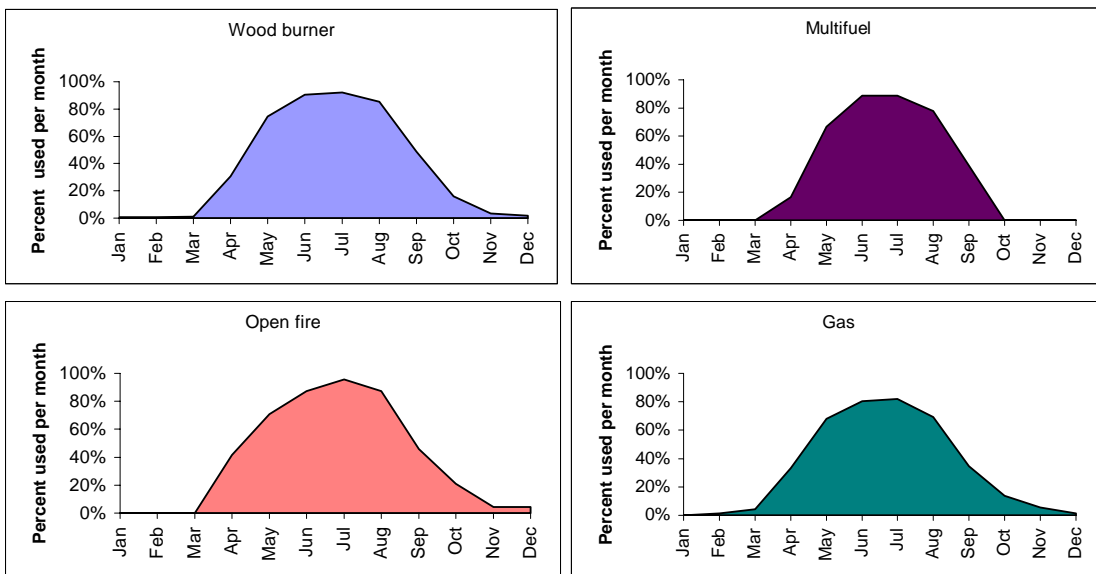 Wood burner
Percent used per month
100%
80%
60%
40%
20%
0%
Jan
Feb
Mar
Apr
May
Jun
Jul
Aug
Sep
Oct
Nov
Dec
Multifuel
Percent used per month
100%
80%
60%
40%
20%
0%
Jan
Feb
Mar
Apr
May
Jun
Jul
Aug
Sep
Oct
Nov
Dec
Open fire
Percent used per month
100%
80%
60%
40%
20%
0%
Jan
Feb
Mar
Apr
May
Jun
Jul
Aug
Sep
Oct
Nov
Dec
Gas
Percent used per month
100%
80%
60%
40%
20%
0%
Jan
Feb
Mar
Apr
May
Jun
Jul
Aug
Sep
Oct
Nov
Dec